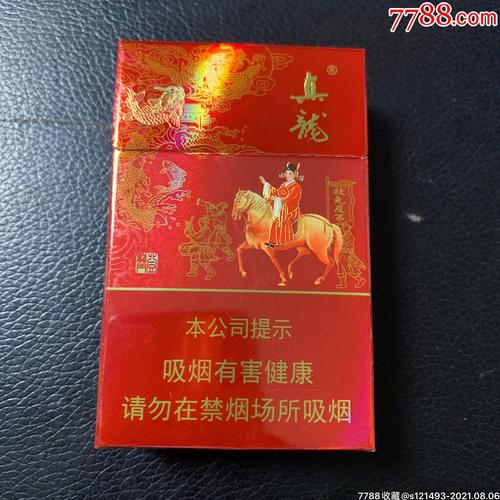 7788.com
真龍
®
状元及第
本公司提示
吸烟有害健康
请勿在禁烟场所吸烟
7788收藏@s121493-2021.08.06